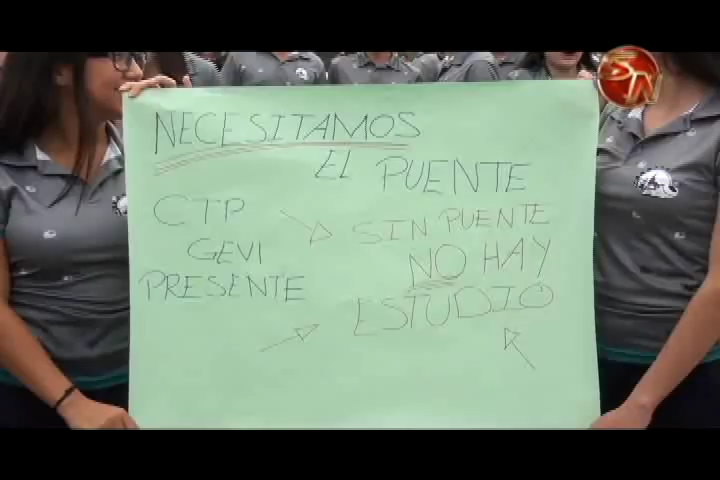 NECESITAMOS
EL PUENTE
CTP
GEVI
PRESENTE
SIN PUENTE
NO HAY
ESTUDIO